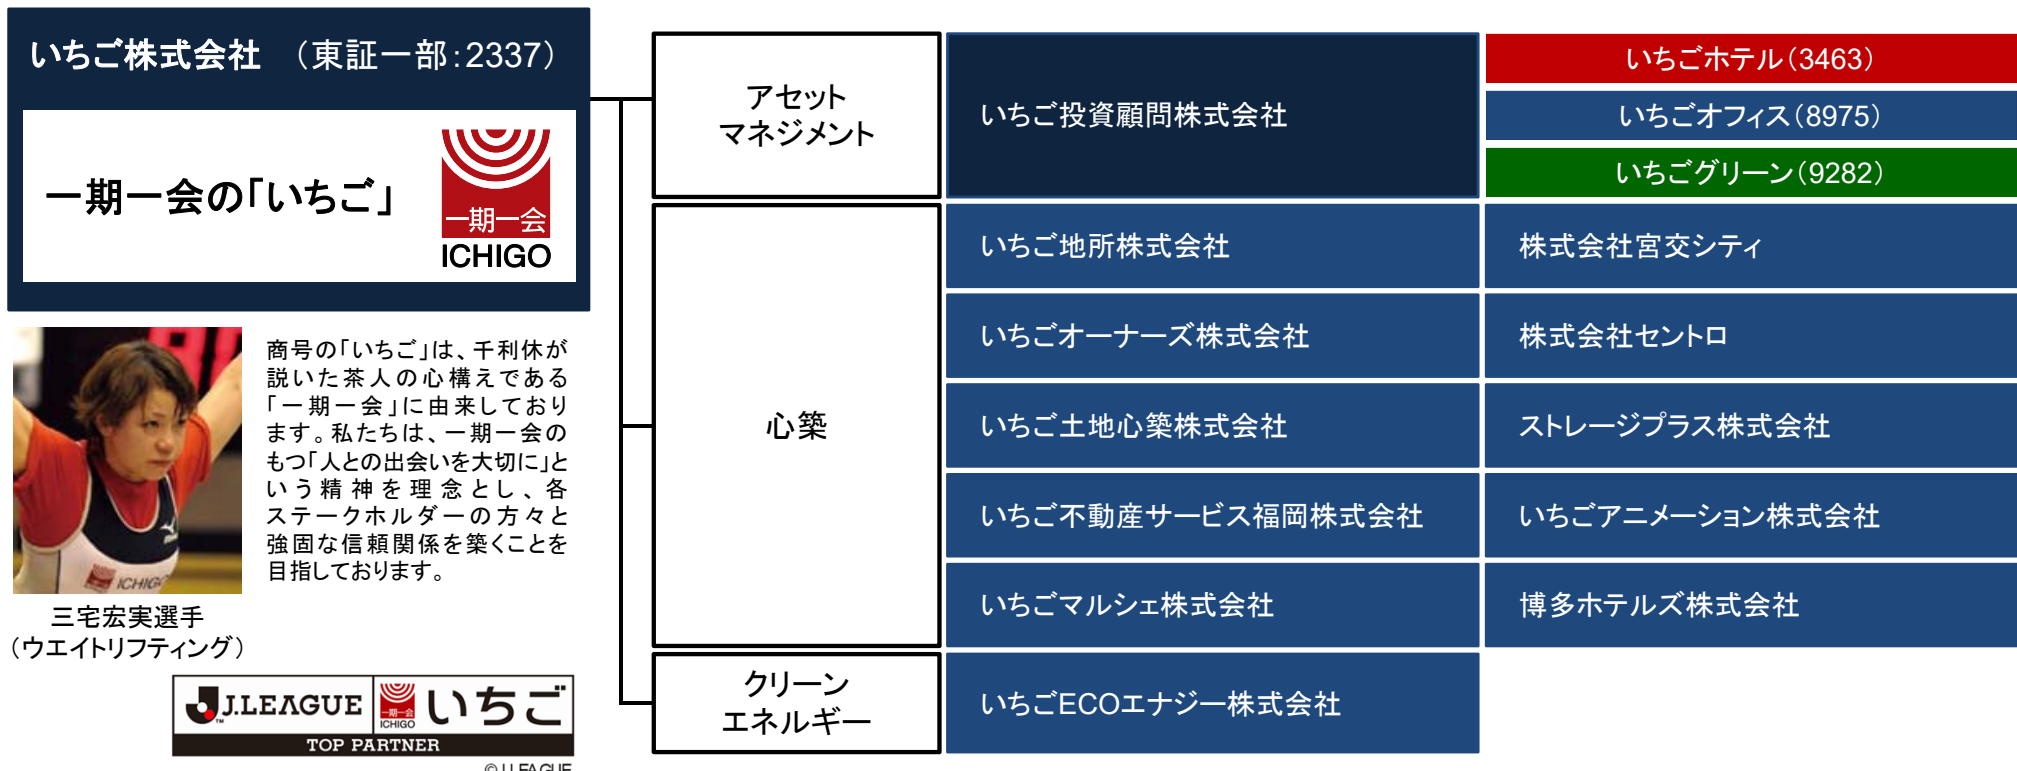 いちご株式会社 （東証一部：2337）
一期一会の「いちご」
一期一会
ICHIGO
商号の「いちご」は、千利休が
説いた茶人の心構えである
「一期一会」に由来しており
ます。私たちは、一期一会の
もつ「人との出会いを大切に」と
いう精神を理念とし、各
ステークホルダーの方々と
強固な信頼関係を築くことを
目指しております。
ICHIGO
三宅宏実選手
（ウエイトリフティング）
J.LEAGUE
TM
一期一会
ICHIGO
いちご
TOP PARTNER
© J.LEAGUE
アセット
マネジメント
いちご投資顧問株式会社
いちごホテル（3463）
いちごオフィス（8975）
いちごグリーン（9282）
心築
いちご地所株式会社
株式会社宮交シティ
いちごオーナーズ株式会社
株式会社セントロ
いちご土地心築株式会社
ストレージプラス株式会社
いちご不動産サービス福岡株式会社
いちごアニメーション株式会社
いちごマルシェ株式会社
博多ホテルズ株式会社
クリーン
エネルギー
いちごECOエナジー株式会社